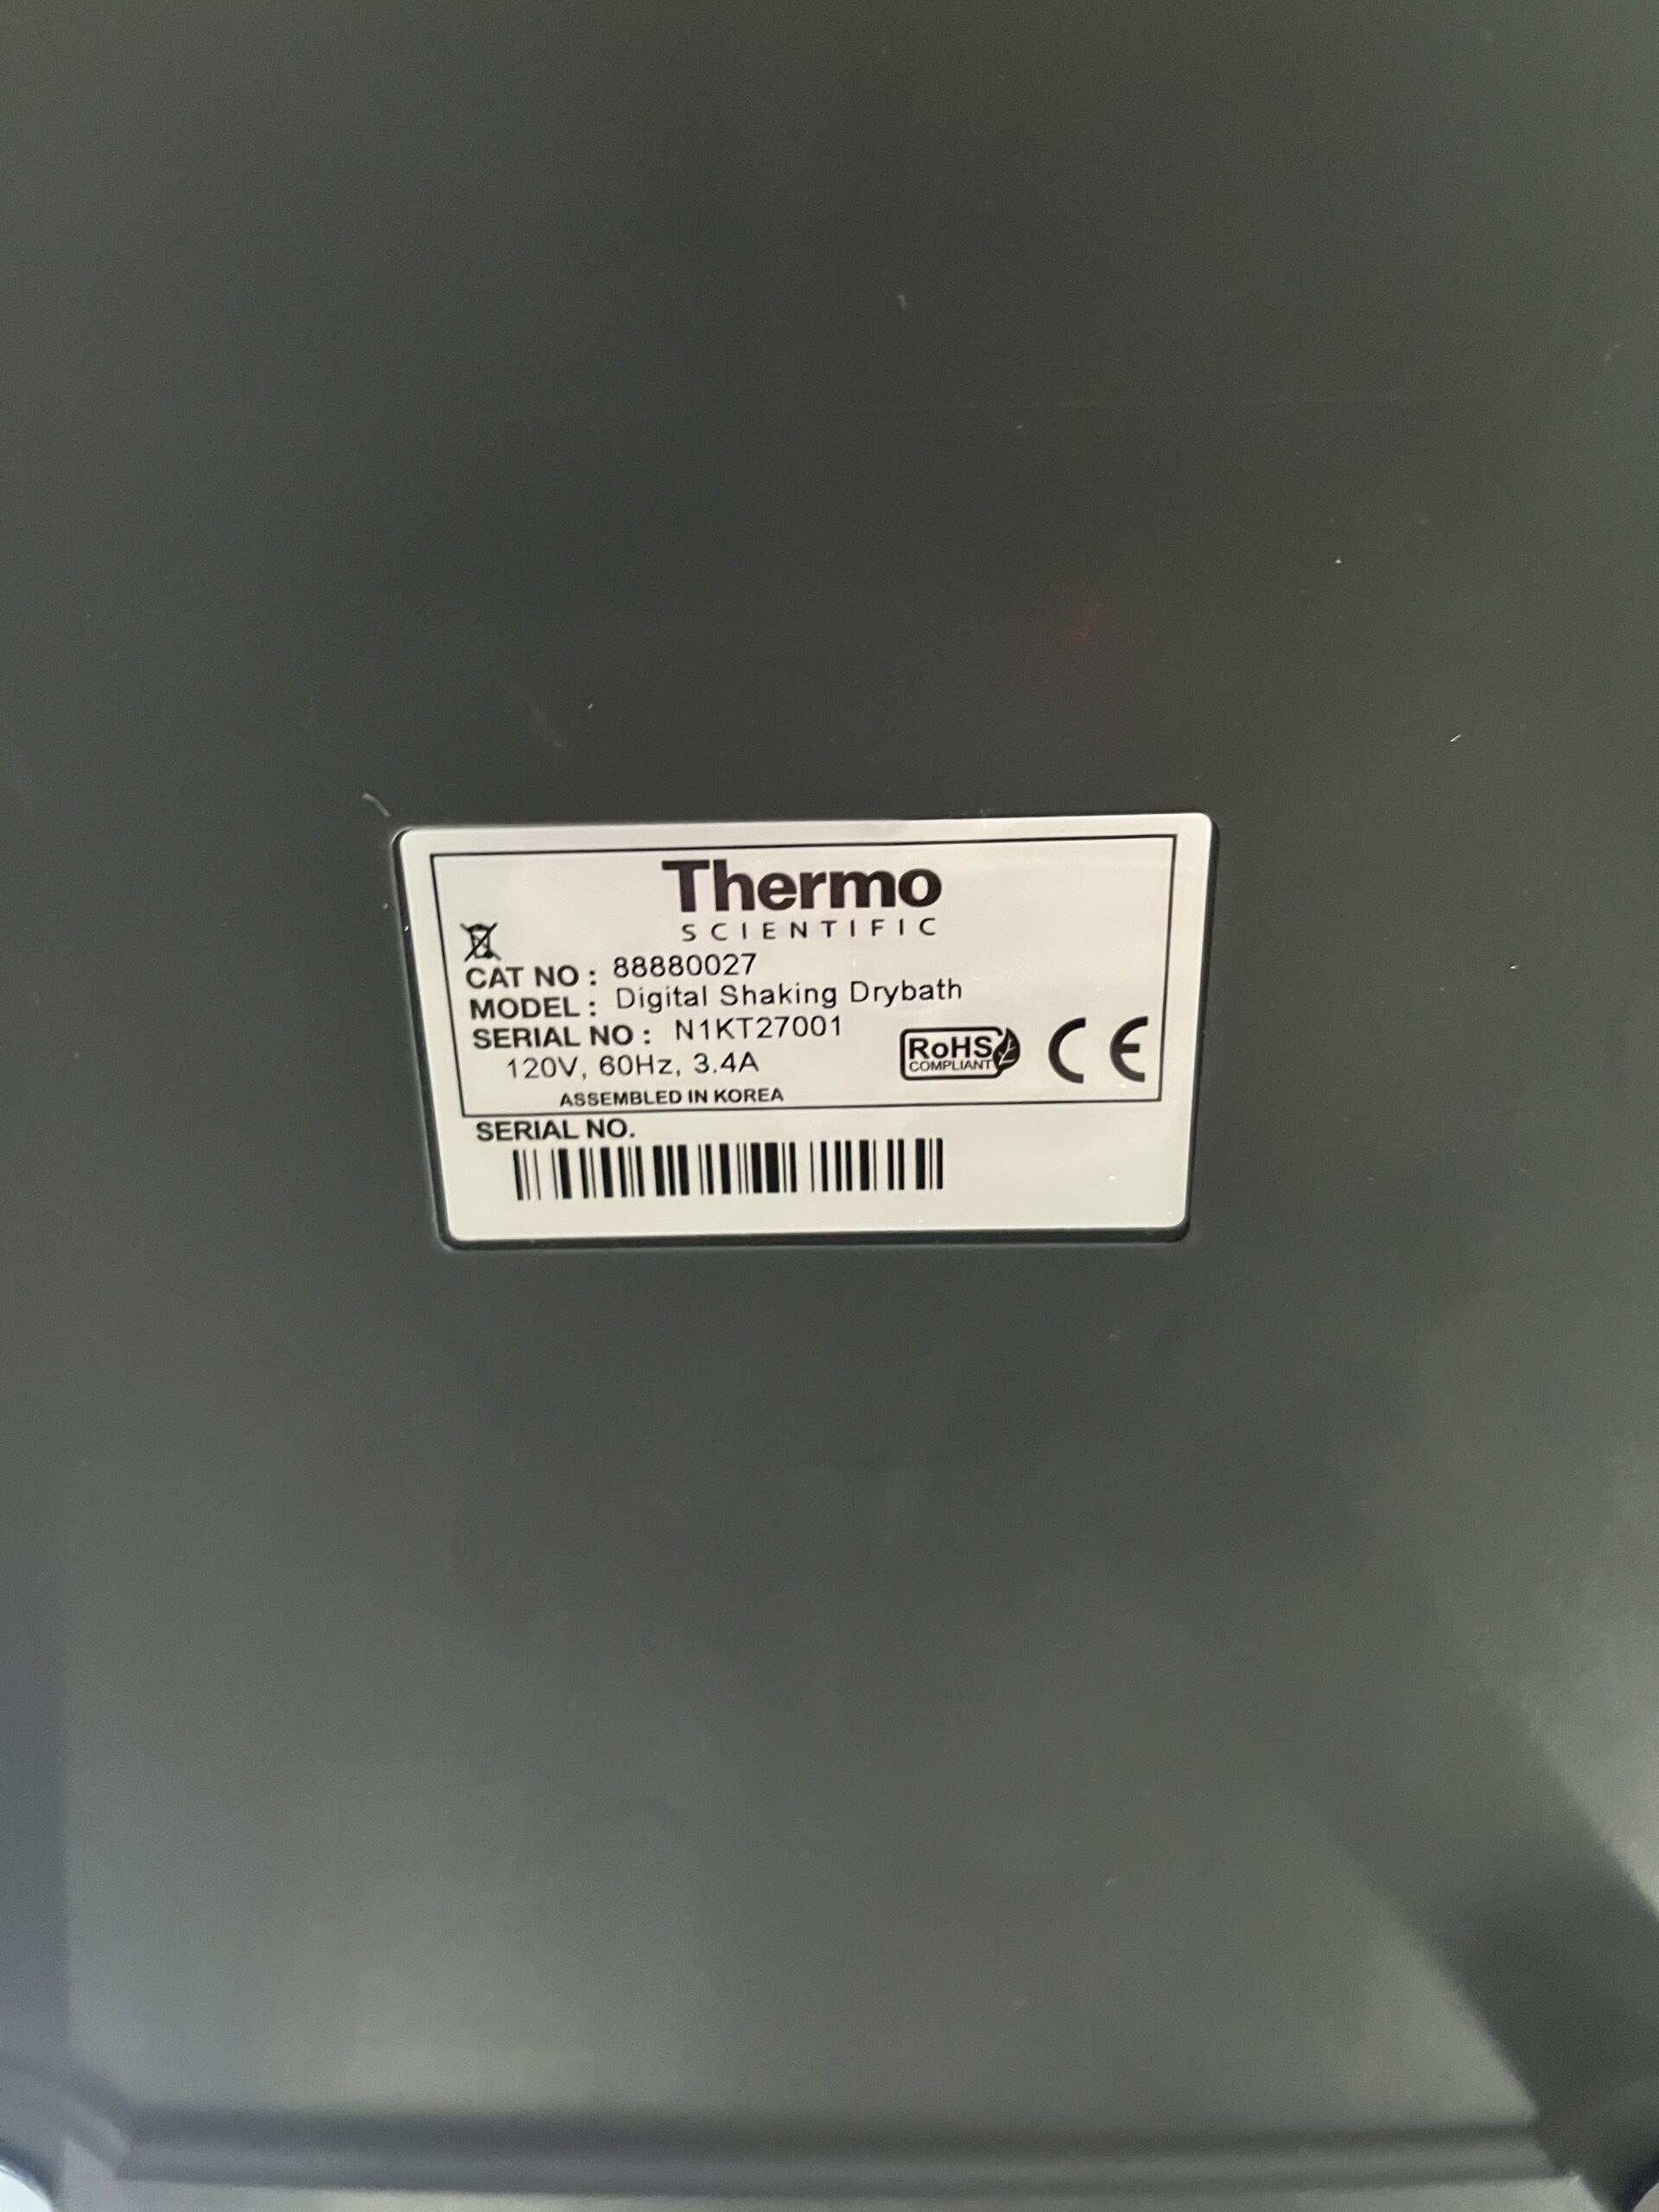 Thermo
SCIENTIFIC
CAT NO : 88880027
MODEL : Digital Shaking Drybath
SERIAL NO : N1KT27001
120V, 60Hz, 3.4A
RoHS
COMPLIANT
CE
ASSEMBLED IN KOREA
SERIAL NO.